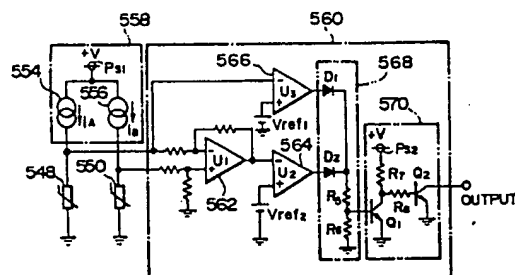 558
560
554
+V
PS1
556
IA
IB
566
U3
D1
568
Vref1
570
+V
PS2
548
550
U1
562
U2
564
D2
R5
R6
R7
R8
Q1
Q2
OUTPUT
Vref2